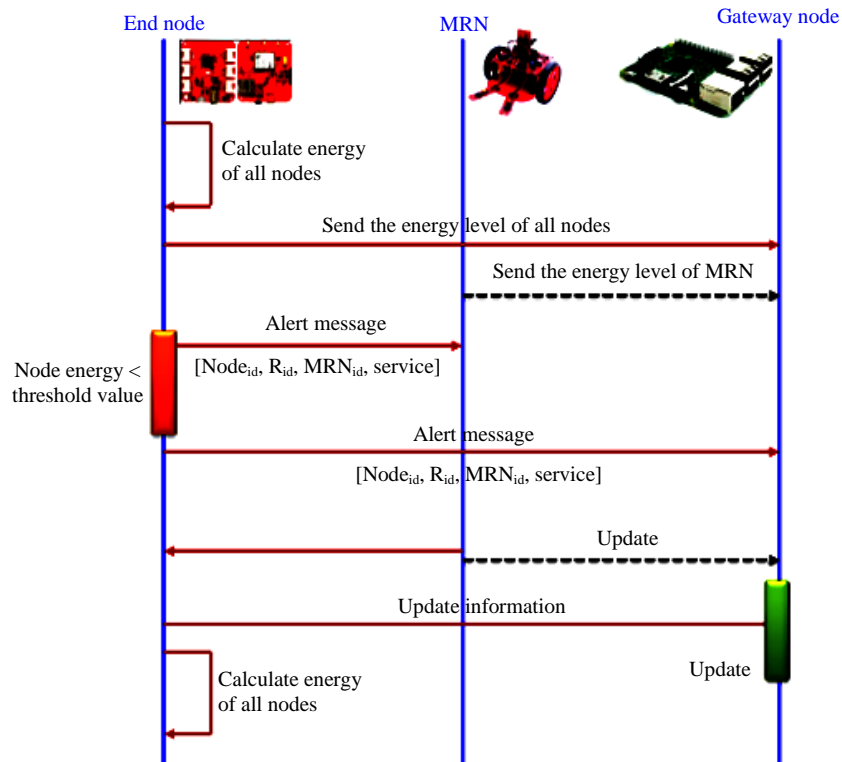 End node
MRN
Gateway node
Calculate energy
of all nodes
Send the energy level of all nodes
Send the energy level of MRN
Alert message
[Node_id, R_id, MRN_id, service]
Node energy <
threshold value
Alert message
[Node_id, R_id, MRN_id, service]
Update
Update information
Update
Calculate energy
of all nodes